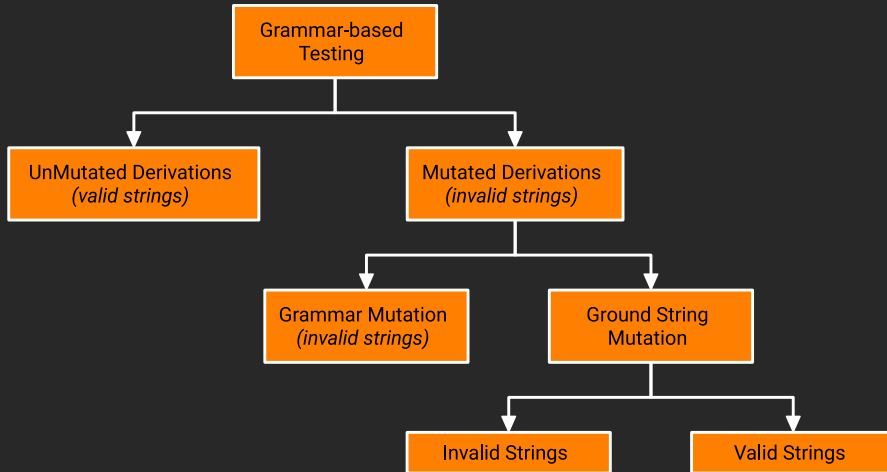 Grammar-based
Testing
UnMutated Derivations
(valid strings)
Mutated Derivations
(invalid strings)
Grammar Mutation
(invalid strings)
Ground String
Mutation
Invalid Strings
Valid Strings